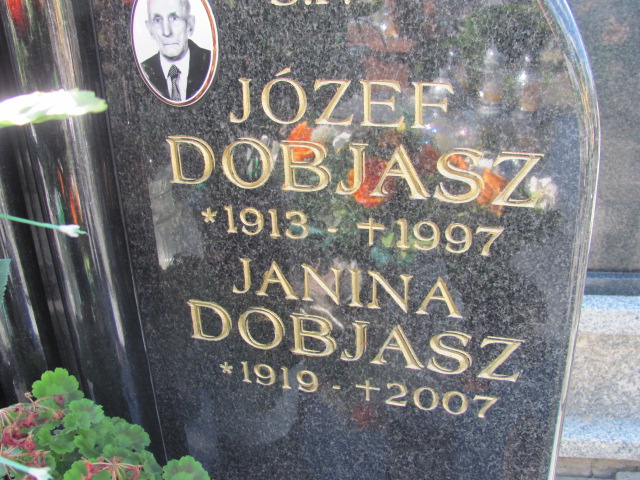 Ś.P.
JÓZEF
DOBJASZ
*1913 - +1997
JANINA
DOBJASZ
*1919 - +2007